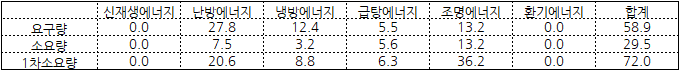 신재생에너지 난방에너지 냉방에너지 급탕에너지 조명에너지 환기에너지 합계
요구량 0.0 27.8 12.4 5.5 13.2 0.0 58.9
소요량 0.0 7.5 3.2 5.6 13.2 0.0 29.5
1차소요량 0.0 20.6 8.8 6.3 36.2 0.0 72.0